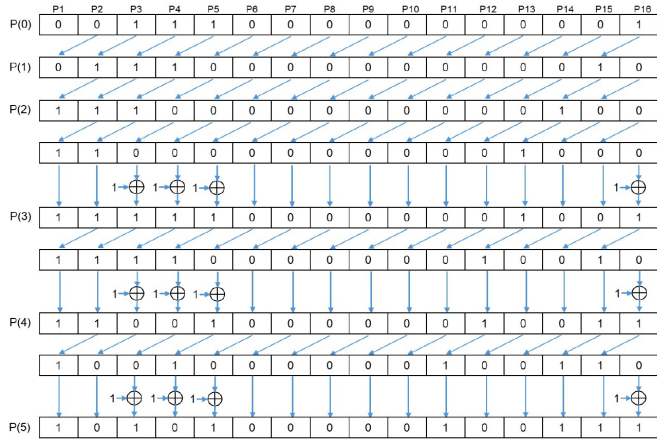 P1 P2 P3 P4 P5 P6 P7 P8 P9 P10 P11 P12 P13 P14 P15 P16
P(0) 0 0 1 1 1 0 0 0 0 0 0 0 0 0 0 1
P(1) 0 1 1 1 0 0 0 0 0 0 0 0 0 0 1 0
P(2) 1 1 1 0 0 0 0 0 0 0 0 0 0 1 0 0
1 1 0 0 0 0 0 0 0 0 0 0 1 0 0 0
1 1 1 1
P(3) 1 1 1 1 1 0 0 0 0 0 0 0 1 0 0 1
1 1 1 1 0 0 0 0 0 0 0 1 0 0 1 0
1 1 1 1
P(4) 1 1 0 0 1 0 0 0 0 0 0 1 0 0 1 1
1 0 0 1 0 0 0 0 0 0 1 0 0 1 1 0
1 1 1 1
P(5) 1 0 1 0 1 0 0 0 0 0 1 0 0 1 1 1